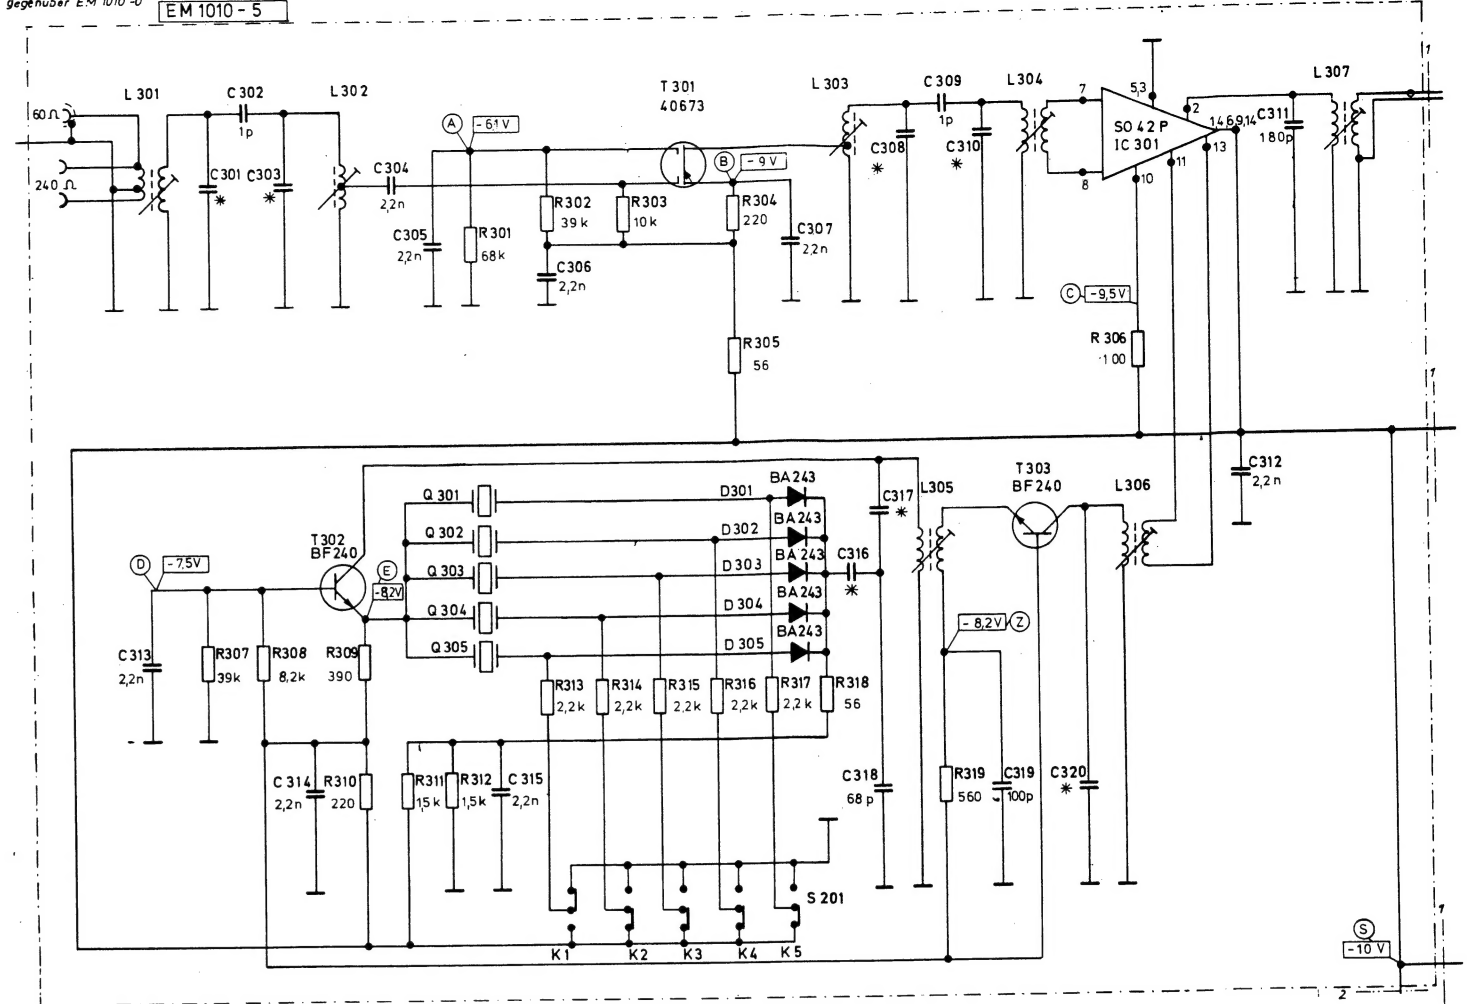 gegenüber EM 1010-0
EM 1010 - 5
60 Ω
240 Ω
L 301
C 302
1p
L 302
C 301
*
C 303
*
C 304
2,2 n
A
- 6,1 V
T 301
40673
B
- 9 V
C 305
2,2n
R 301
68 k
R 302
39 k
R 303
10 k
R 304
220
C 306
2,2 n
C 307
2,2n
R 305
56
L 303
C 308
*
C 309
1p
C 310
*
L 304
7
8
SO 42 P
IC 301
5,3
2
1,4,6,9,14
13
11
10
C 311
180p
L 307
1
C
- 9,5 V
R 306
100
1
C 312
2,2 n
D
- 7,5V
T 302
BF 240
E
- 8,2V
C 313
2,2n
R 307
39k
R 308
8,2k
R 309
390
C 314
2,2n
R 310
220
R 311
1,5 k
R 312
1,5 k
C 315
2,2 n
Q 301
Q 302
Q 303
Q 304
Q 305
D 301
D 302
D 303
D 304
D 305
BA 243
BA 243
BA 243
BA 243
BA 243
R 313
2,2 k
R 314
2,2 k
R 315
2,2 k
R 316
2,2 k
R 317
2,2 k
R 318
56
C 316
*
C 317
*
C 318
68 p
L 305
T 303
BF 240
L 306
- 8,2 V
Z
R 319
560
C 319
100p
C 320
*
S 201
K 1
K 2
K 3
K 4
K 5
S
- 10 V
1
2